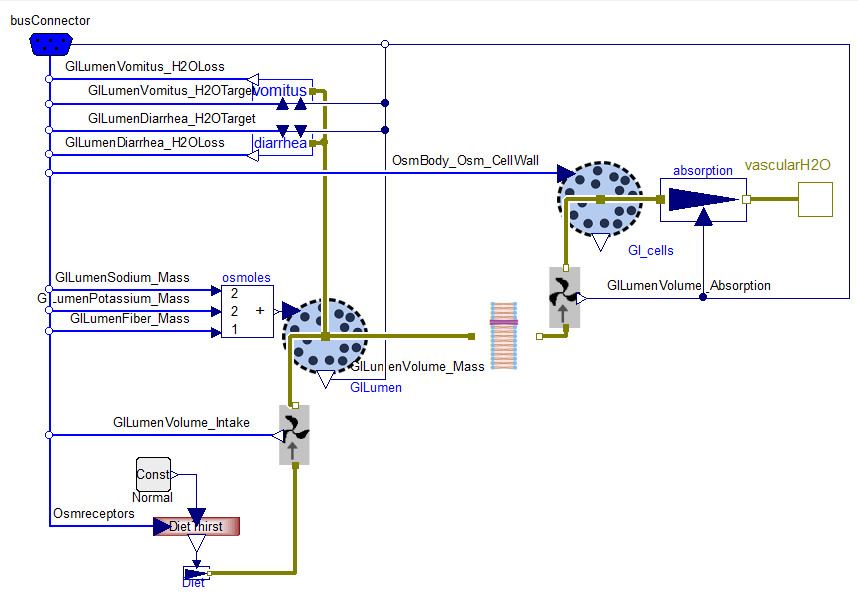 busConnector
GILumenVomitus_H2OLoss
GILumenVomitus_H2OTarget
vomitus
GILumenDiarrhea_H2OTarget
GILumenDiarrhea_H2OLoss
diarrhea
OsmBody_Osm_CellWall
absorption
vascularH2O
GI_cells
GILumenSodium_Mass
osmoles
GILumenVolume_Absorption
GILumenPotassium_Mass
2
2
+
GILumenFiber_Mass
1
GILumenVolume_Mass
GILumen
GILumenVolume_Intake
Const
Normal
Osmreceptors
Diet
Diet